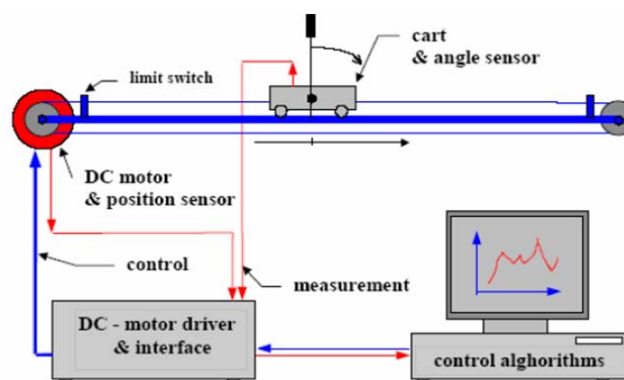 cart
& angle sensor
limit switch
DC motor
& position sensor
control
measurement
DC - motor driver
& interface
control alghorithms